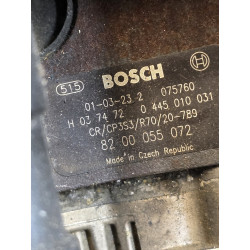 515 BOSCH
01-03-23 2 075760
H 03 74 72 0 445 010 031
CR/CP3S3/R70/20-789
82 00 055 072
Made in Czech Republic